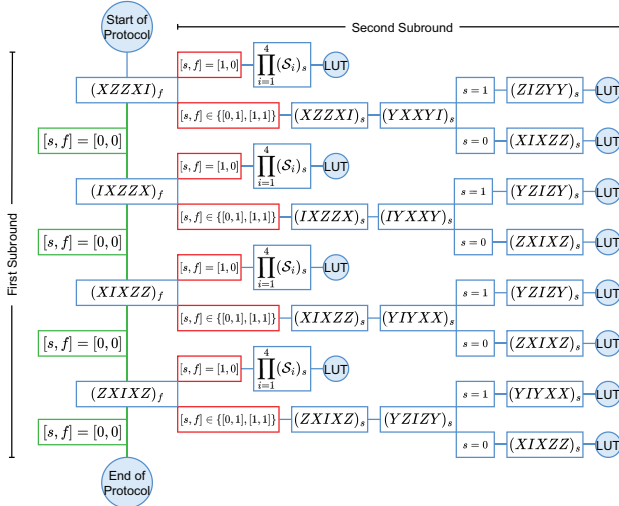 Start of
Protocol
Second Subround
First Subround
(XZZXI)_f
[s, f] = [1, 0]
∏_{i=1}^{4} (S_i)_s
LUT
[s, f] ∈ {[0, 1], [1, 1]}
(XZZXI)_s
(YXXYI)_s
s = 1
(ZIZYY)_s
LUT
s = 0
(XIXZZ)_s
LUT
[s, f] = [0, 0]
(IXZZX)_f
[s, f] = [1, 0]
∏_{i=1}^{4} (S_i)_s
LUT
[s, f] ∈ {[0, 1], [1, 1]}
(IXZZX)_s
(IYXXY)_s
s = 1
(YZIZY)_s
LUT
s = 0
(ZXIXZ)_s
LUT
[s, f] = [0, 0]
(XIXZZ)_f
[s, f] = [1, 0]
∏_{i=1}^{4} (S_i)_s
LUT
[s, f] ∈ {[0, 1], [1, 1]}
(XIXZZ)_s
(YIYXX)_s
s = 1
(YZIZY)_s
LUT
s = 0
(ZXIXZ)_s
LUT
[s, f] = [0, 0]
(ZXIXZ)_f
[s, f] = [1, 0]
∏_{i=1}^{4} (S_i)_s
LUT
[s, f] ∈ {[0, 1], [1, 1]}
(ZXIXZ)_s
(YZIZY)_s
s = 1
(YIYXX)_s
LUT
s = 0
(XIXZZ)_s
LUT
[s, f] = [0, 0]
End of
Protocol